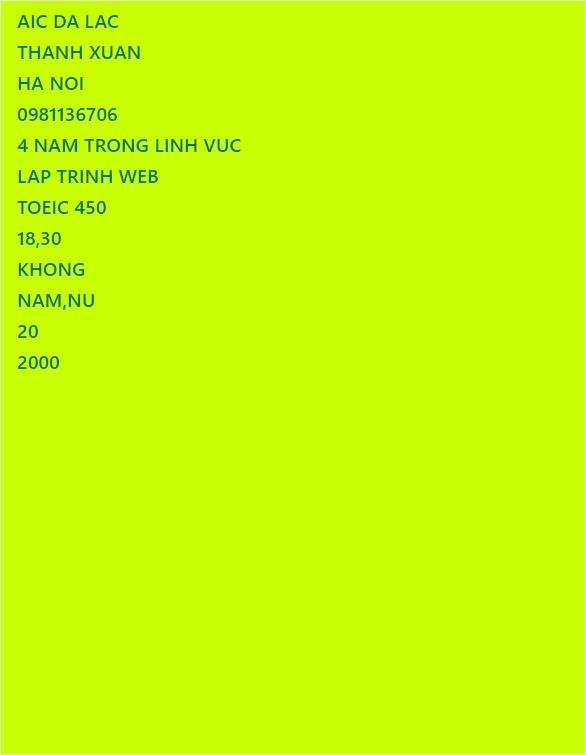 AIC DA LAC
THANH XUAN
HA NOI
0981136706
4 NAM TRONG LINH VUC
LAP TRINH WEB
TOEIC 450
18,30
KHONG
NAM,NU
20
2000